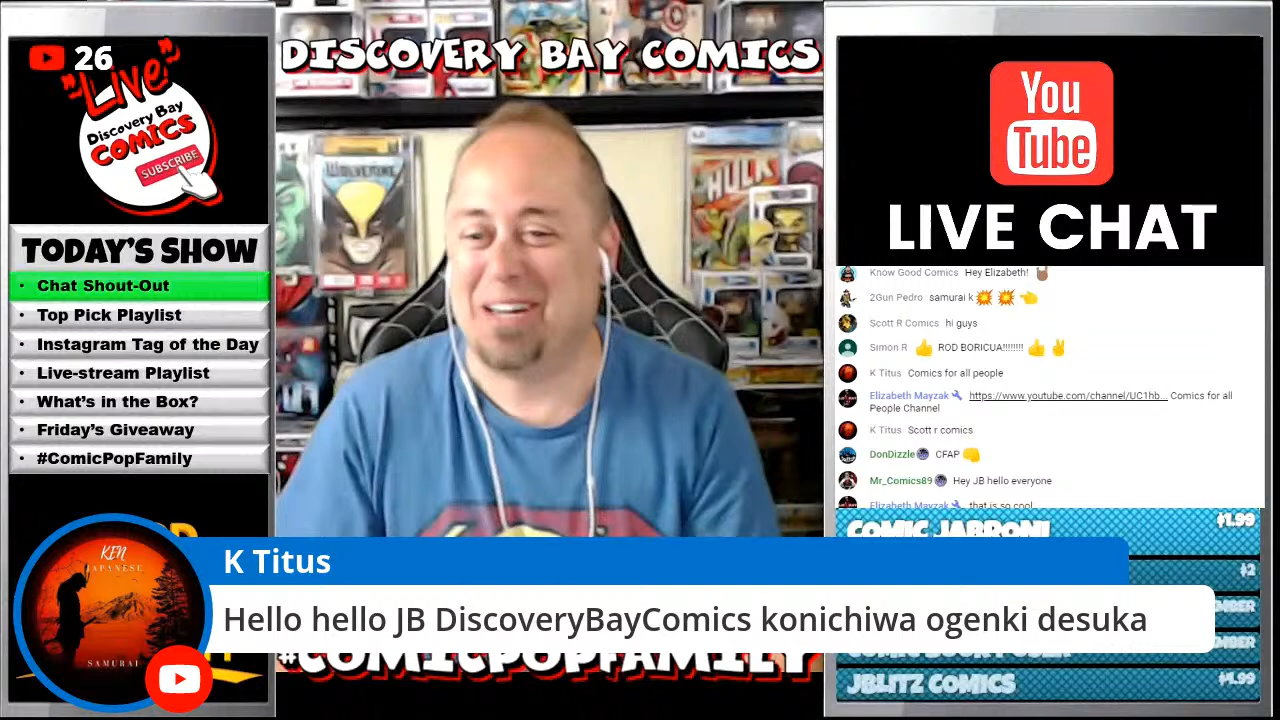 26
"LIVE"
Discovery Bay
COMICS
SUBSCRIBE
TODAY'S SHOW
· Chat Shout-Out
· Top Pick Playlist
· Instagram Tag of the Day
· Live-stream Playlist
· What's in the Box?
· Friday's Giveaway
· #ComicPopFamily
DISCOVERY BAY COMICS
WOLVERINE
HULK
You
Tube
LIVE CHAT
Know Good Comics Hey Elizabeth! 🤘🏽
2Gun Pedro samurai k 💥 💥 👈
Scott R Comics hi guys
Simon R 👍 ROD BORICUA!!!!!!!! 👍 ✌
K Titus Comics for all people
Elizabeth Mayzak https://www.youtube.com/channel/UC1hb... Comics for all
People Channel
K Titus Scott r comics
DonDizzle CFAP 👊
Mr_Comics89 Hey JB hello everyone
Elizabeth Mayzak that is so cool
COMIC JABRONI $1.99
$2
JBLITZ COMICS $4.99
KEN
JAPANESE
SAMURAI
K Titus
Hello hello JB DiscoveryBayComics konichiwa ogenki desuka
#COMICPOPFAMILY